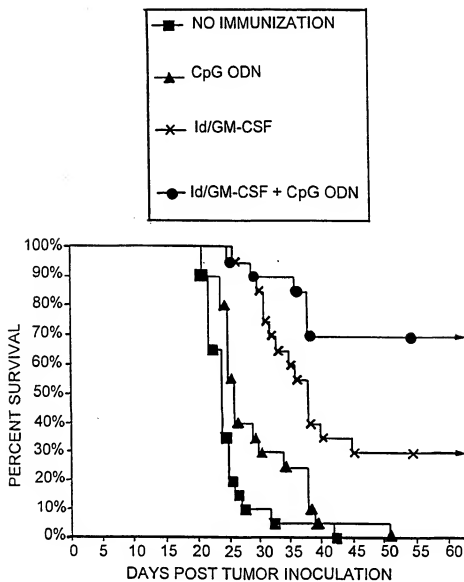 NO IMMUNIZATION
CpG ODN
Id/GM-CSF
Id/GM-CSF + CpG ODN
PERCENT SURVIVAL
100%
90%
80%
70%
60%
50%
40%
30%
20%
10%
0%
0 5 10 15 20 25 30 35 40 45 50 55 60
DAYS POST TUMOR INOCULATION